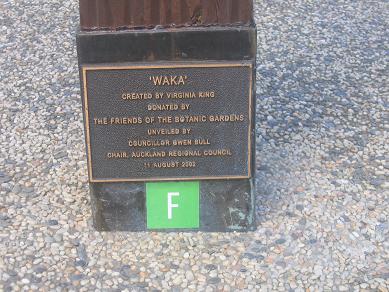 'WAKA'
CREATED BY VIRGINIA KING
DONATED BY
THE FRIENDS OF THE BOTANIC GARDENS
UNVEILED BY
COUNCILLOR GWEN BULL
CHAIR, AUCKLAND REGIONAL COUNCIL
11 AUGUST 2002
F